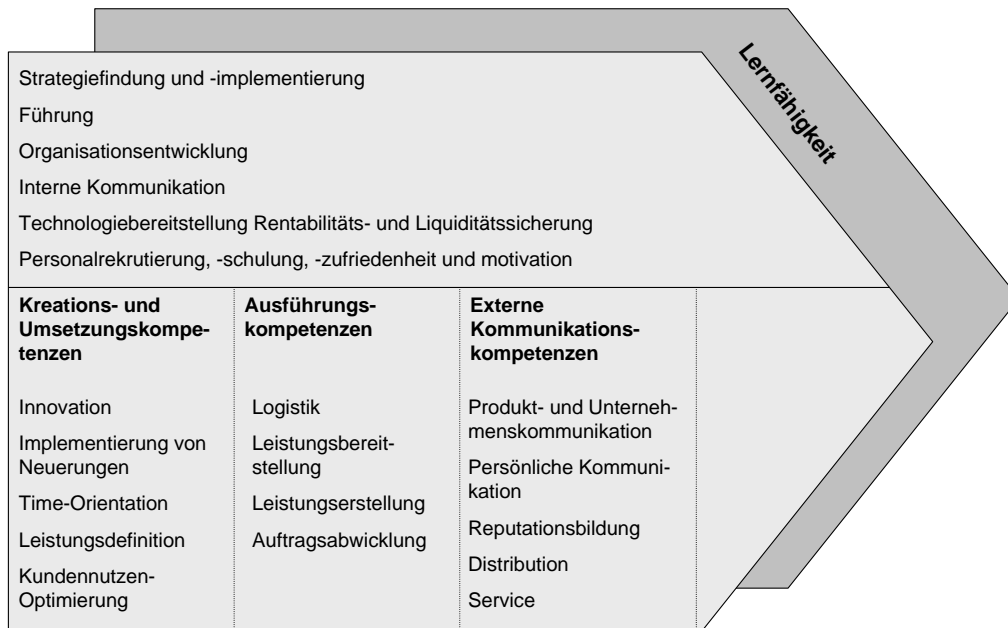 Lernfähigkeit
Strategiefindung und -implementierung
Führung
Organisationsentwicklung
Interne Kommunikation
Technologiebereitstellung Rentabilitäts- und Liquiditätssicherung
Personalrekrutierung, -schulung, -zufriedenheit und motivation
Kreations- und
Umsetzungskompe-
tenzen
Innovation
Implementierung von
Neuerungen
Time-Orientation
Leistungsdefinition
Kundennutzen-
Optimierung
Ausführungs-
kompetenzen
Logistik
Leistungsbereit-
stellung
Leistungserstellung
Auftragsabwicklung
Externe
Kommunikations-
kompetenzen
Produkt- und Unterneh-
menskommunikation
Persönliche Kommuni-
kation
Reputationsbildung
Distribution
Service